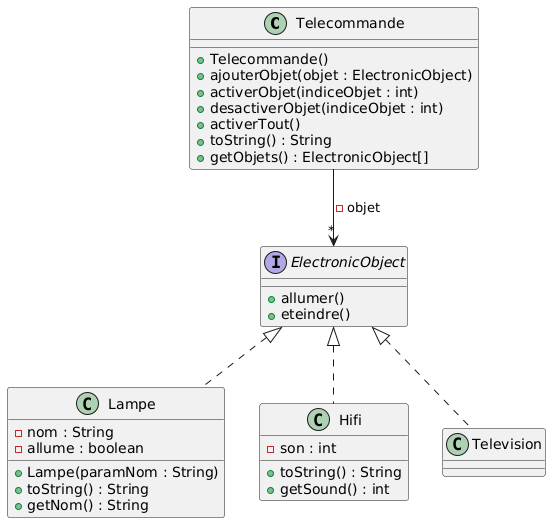 C Telecommande
Telecommande()
ajouterObjet(objet : ElectronicObject)
activerObjet(indiceObjet : int)
desactiverObjet(indiceObjet : int)
activerTout()
toString() : String
getObjets() : ElectronicObject[]
objet
*
I ElectronicObject
allumer()
eteindre()
C Lampe
nom : String
allume : boolean
Lampe(paramNom : String)
toString() : String
getNom() : String
C Hifi
son : int
toString() : String
getSound() : int
C Television